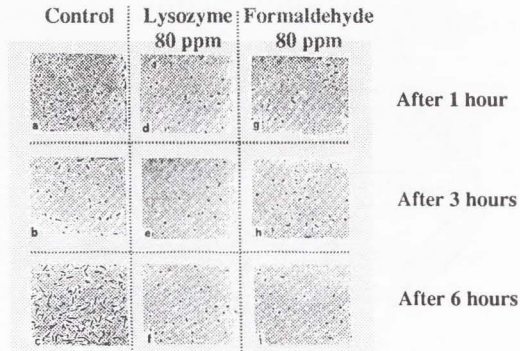 Control Lysozyme Formaldehyde
80 ppm 80 ppm
a d g After 1 hour
b e h After 3 hours
c f i After 6 hours